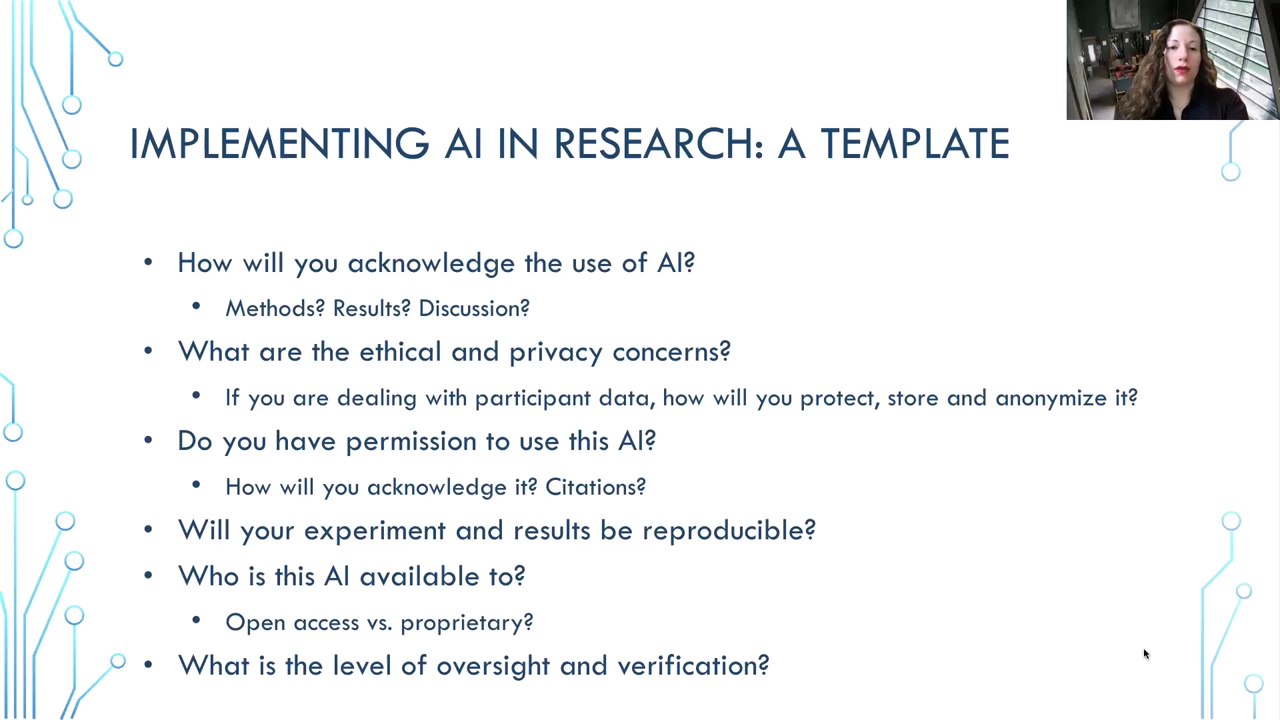 IMPLEMENTING AI IN RESEARCH: A TEMPLATE
• How will you acknowledge the use of AI?
• Methods? Results? Discussion?
• What are the ethical and privacy concerns?
• If you are dealing with participant data, how will you protect, store and anonymize it?
• Do you have permission to use this AI?
• How will you acknowledge it? Citations?
• Will your experiment and results be reproducible?
• Who is this AI available to?
• Open access vs. proprietary?
• What is the level of oversight and verification?